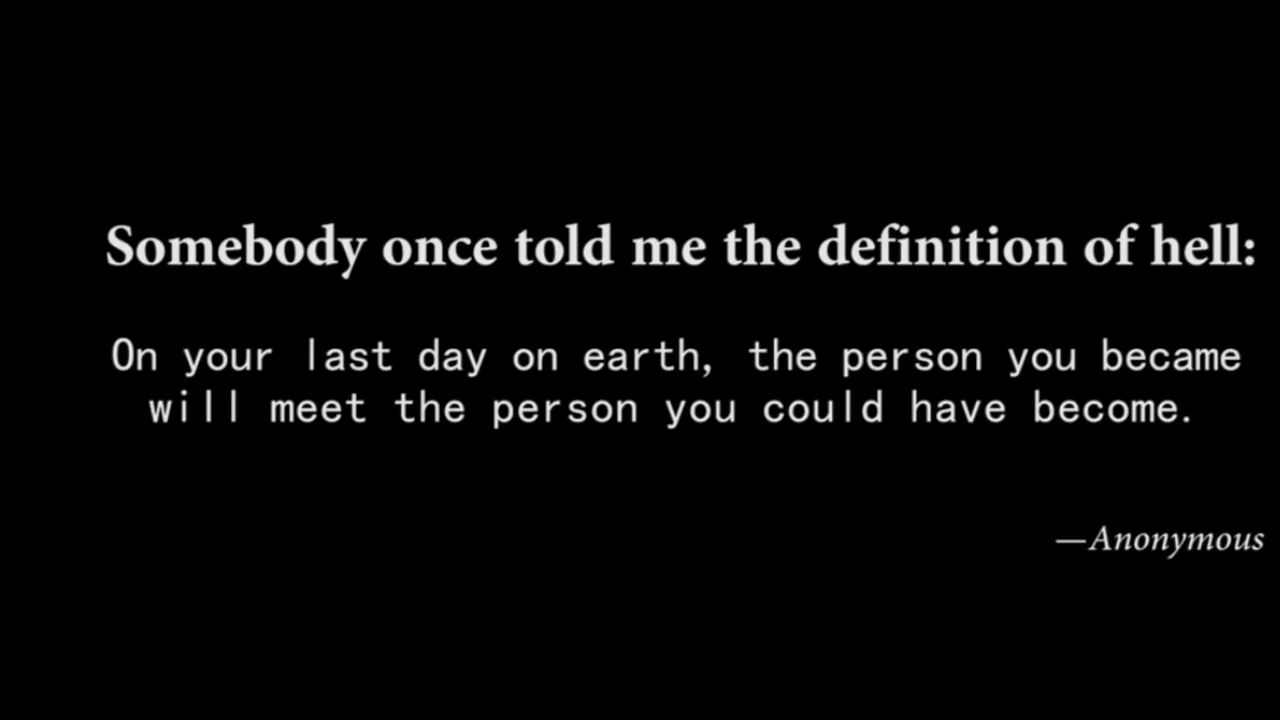 Somebody once told me the definition of hell:
On your last day on earth, the person you became
will meet the person you could have become.
—Anonymous